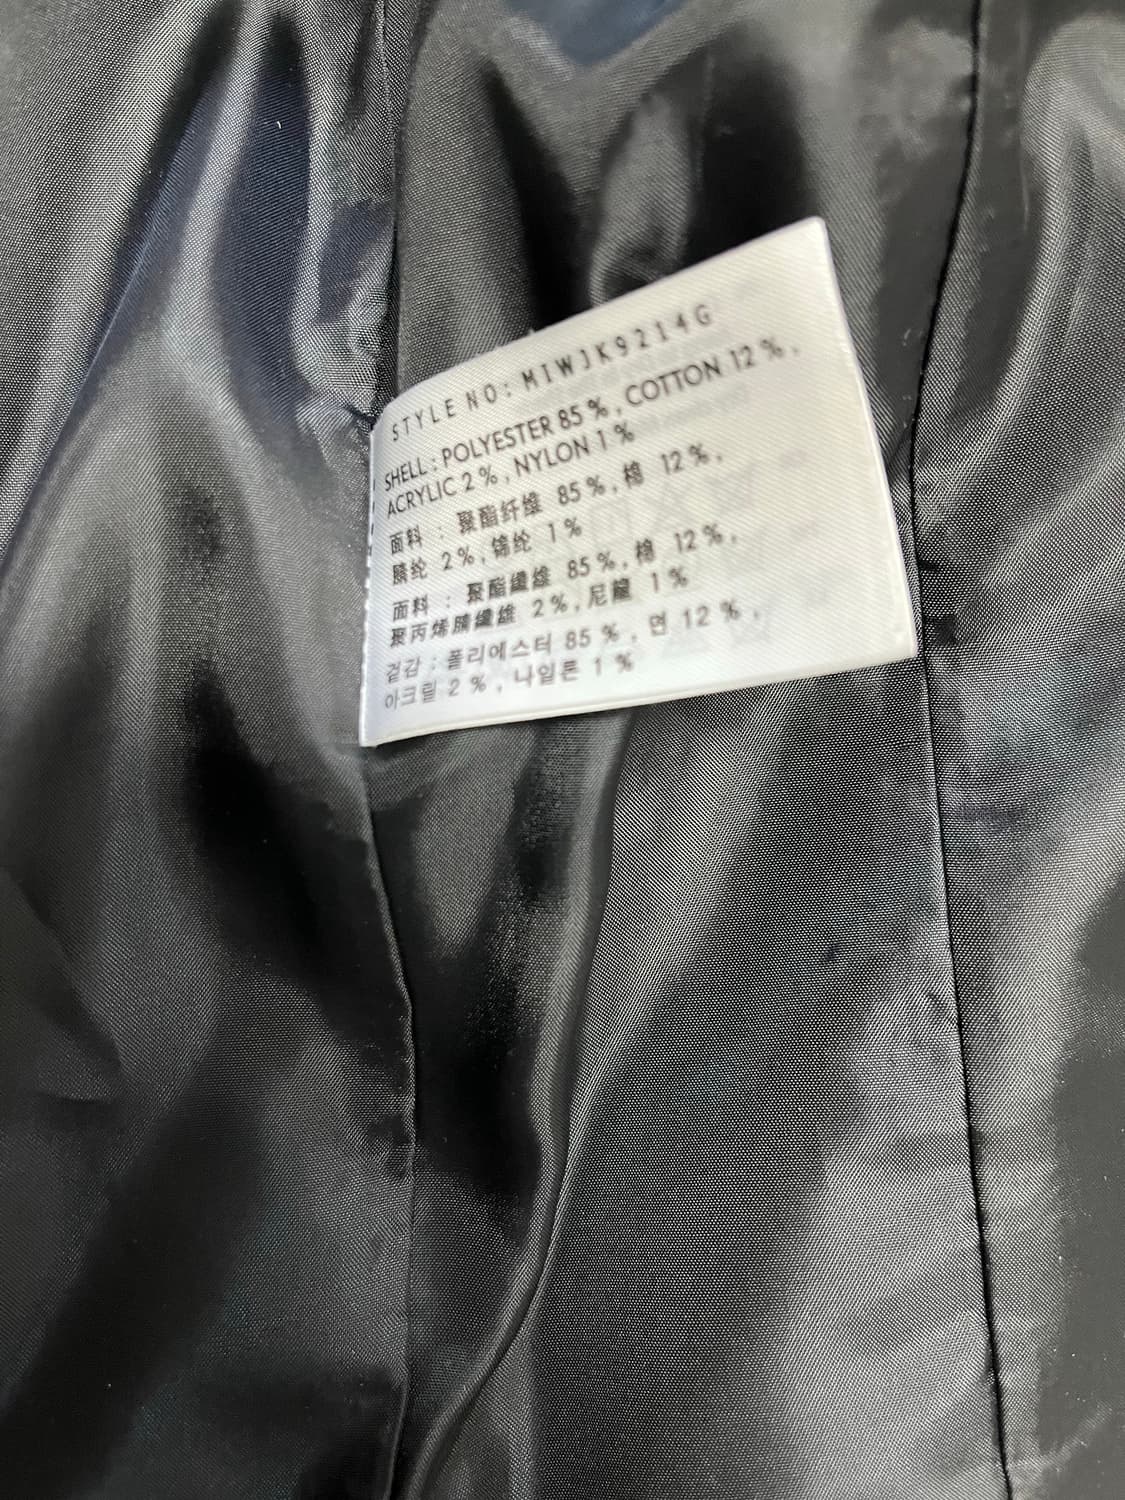 STYLE NO: MIWJK9214G
SHELL : POLYESTER 85 % , COTTON 12 % ,
ACRYLIC 2 % , NYLON 1 %
面料 : 聚酯纤维 85 % , 棉 12 % ,
腈纶 2 % , 锦纶 1 %
面料 : 聚酯纖維 85 % , 棉 12 % ,
聚丙烯腈纖維 2 % , 尼龍 1 %
겉감 : 폴리에스터 85 % , 면 12 % ,
아크릴 2 % , 나일론 1 %